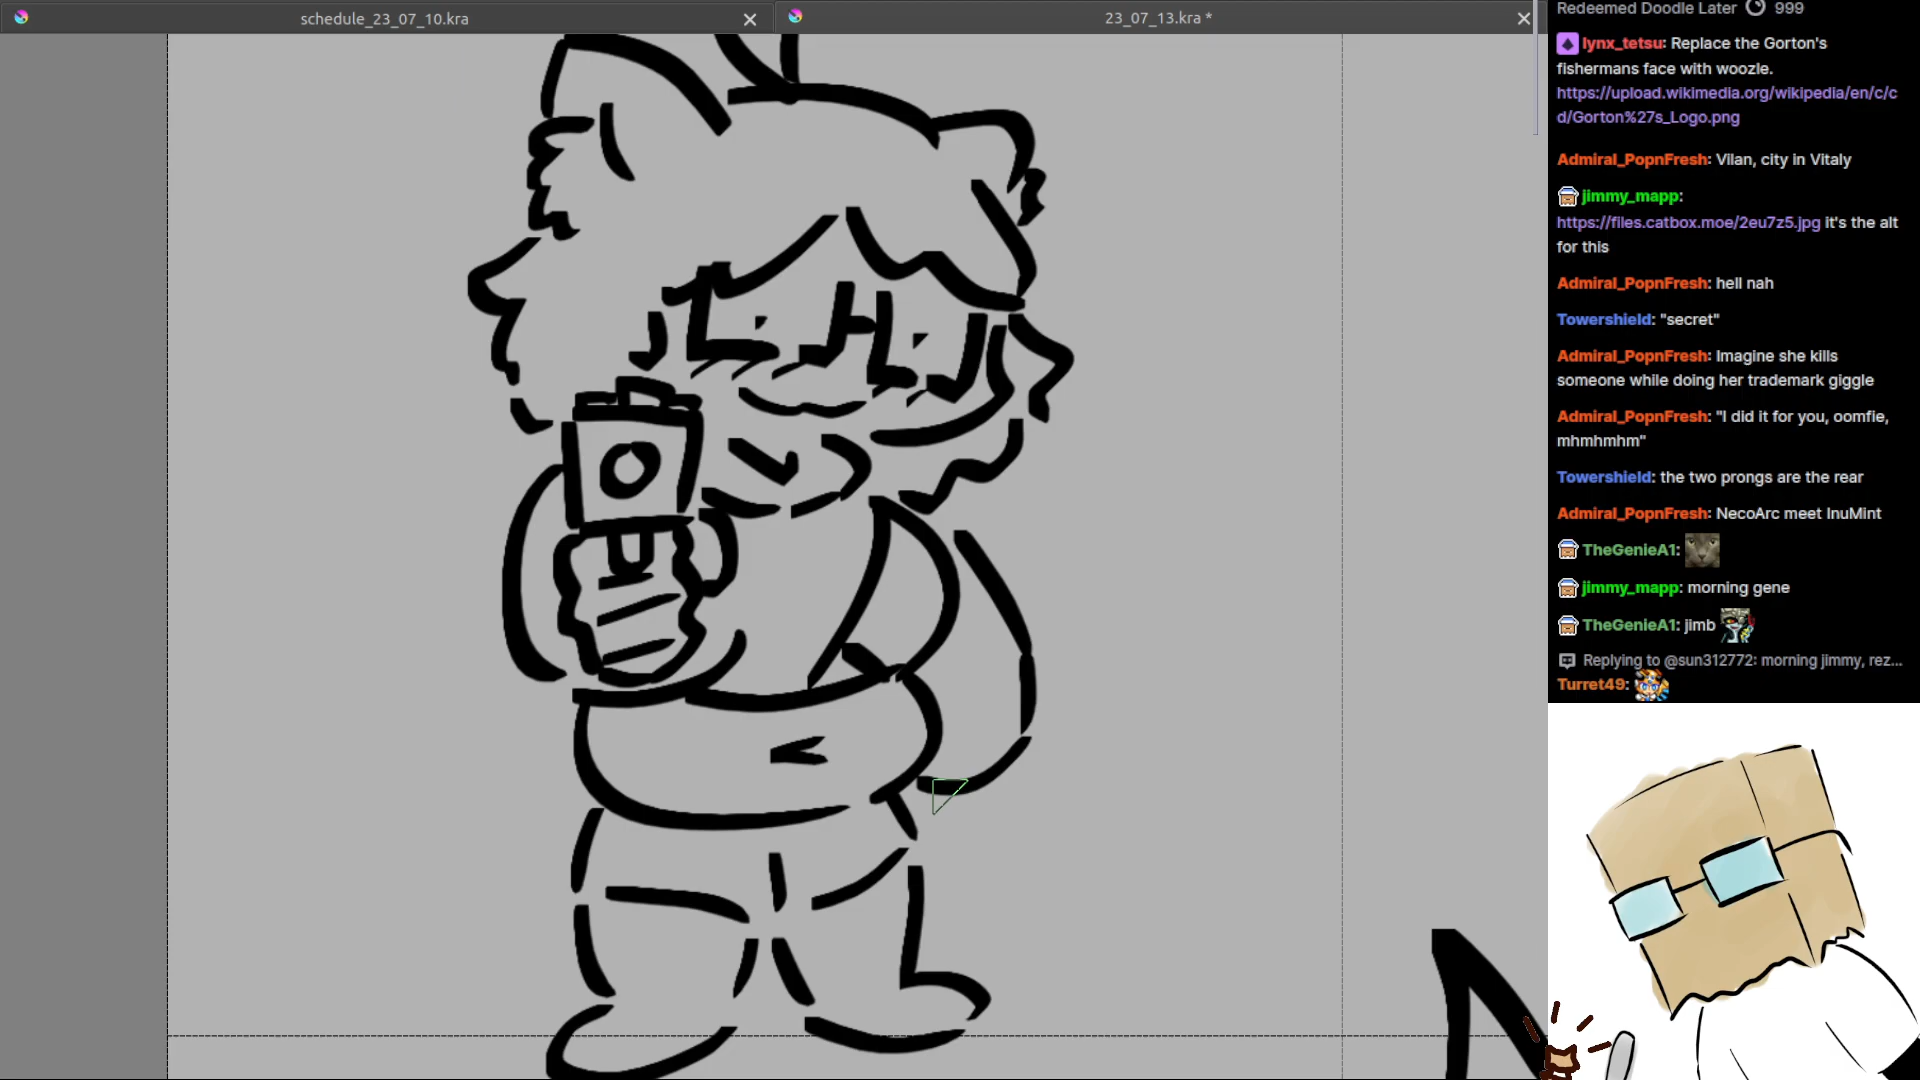 schedule_23_07_10.kra
23_07_13.kra *
Redeemed Doodle Later 999
lynx_tetsu: Replace the Gorton's
fishermans face with woozle.
https://upload.wikimedia.org/wikipedia/en/c/c
d/Gorton%27s_Logo.png
Admiral_PopnFresh: Vilan, city in Vitaly
jimmy_mapp:
https://files.catbox.moe/2eu7z5.jpg it's the alt
for this
Admiral_PopnFresh: hell nah
Towershield: "secret"
Admiral_PopnFresh: Imagine she kills
someone while doing her trademark giggle
Admiral_PopnFresh: "I did it for you, oomfie,
mhmhmhm"
Towershield: the two prongs are the rear
Admiral_PopnFresh: NecoArc meet InuMint
TheGenieA1:
jimmy_mapp: morning gene
TheGenieA1: jimb
Replying to @sun312772: morning jimmy, rez...
Turret49: